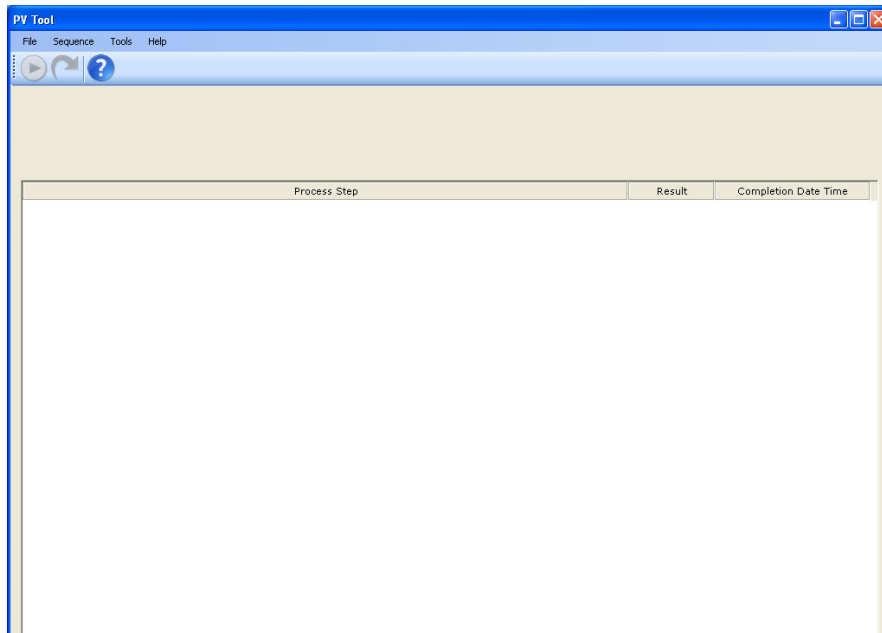 PV Tool
File Sequence Tools Help
?
Process Step Result Completion Date Time